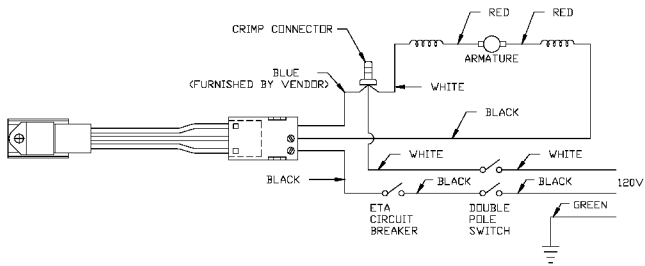 RED
RED
CRIMP CONNECTOR
ARMATURE
BLUE
(FURNISHED BY VENDOR)
WHITE
BLACK
WHITE
WHITE
BLACK
BLACK
BLACK
120V
ETA
CIRCUIT
BREAKER
DOUBLE
POLE
SWITCH
GREEN